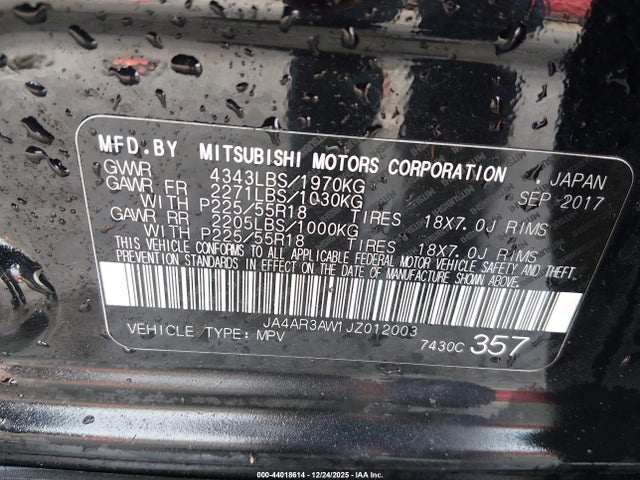 MFD.BY MITSUBISHI MOTORS CORPORATION , JAPAN
GVWR 4343LBS/1970KG SEP-2017
GAWR FR 2271LBS/1030KG
WITH P225/55R18 TIRES 18X7.0J RIMS
GAWR RR 2205LBS/1000KG
WITH P225/55R18 TIRES 18X7.0J RIMS
THIS VEHICLE CONFORMS TO ALL APPLICABLE FEDERAL MOTOR VEHICLE SAFETY AND THEFT
PREVENTION STANDARDS IN EFFECT ON THE DATE OF MANUFACTURE SHOWN ABOVE.
JA4AR3AW1JZ012003
VEHICLE TYPE: MPV 7430C 357
000-44018614 - 12/24/2025 - IAA Inc.